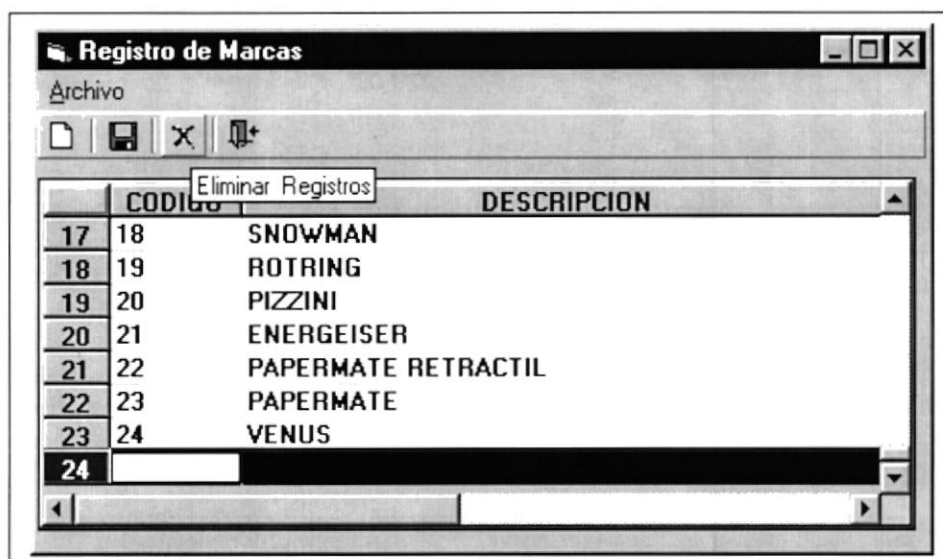 Registro de Marcas
Archivo
Eliminar Registros
CODIGO DESCRIPCION
17 18 SNOWMAN
18 19 ROTRING
19 20 PIZZINI
20 21 ENERGEISER
21 22 PAPERMATE RETRACTIL
22 23 PAPERMATE
23 24 VENUS
24